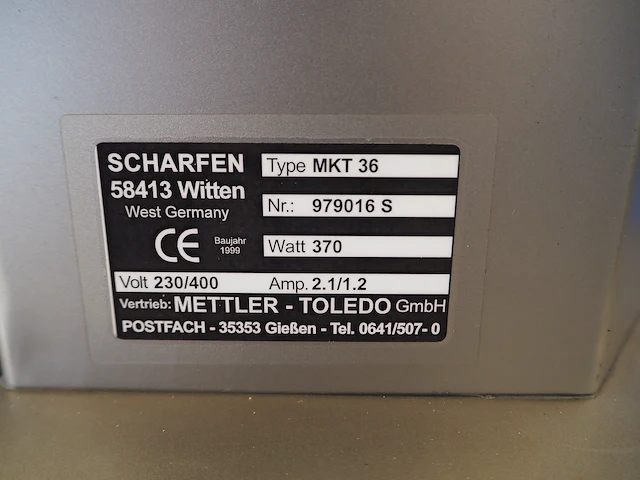 SCHARFEN
58413 Witten
West Germany
CE Baujahr 1999
Type MKT 36
Nr.: 979016 S
Watt 370
Volt 230/400 Amp. 2.1/1.2
Vertrieb: METTLER - TOLEDO GmbH
POSTFACH - 35353 Gießen - Tel. 0641/507- 0